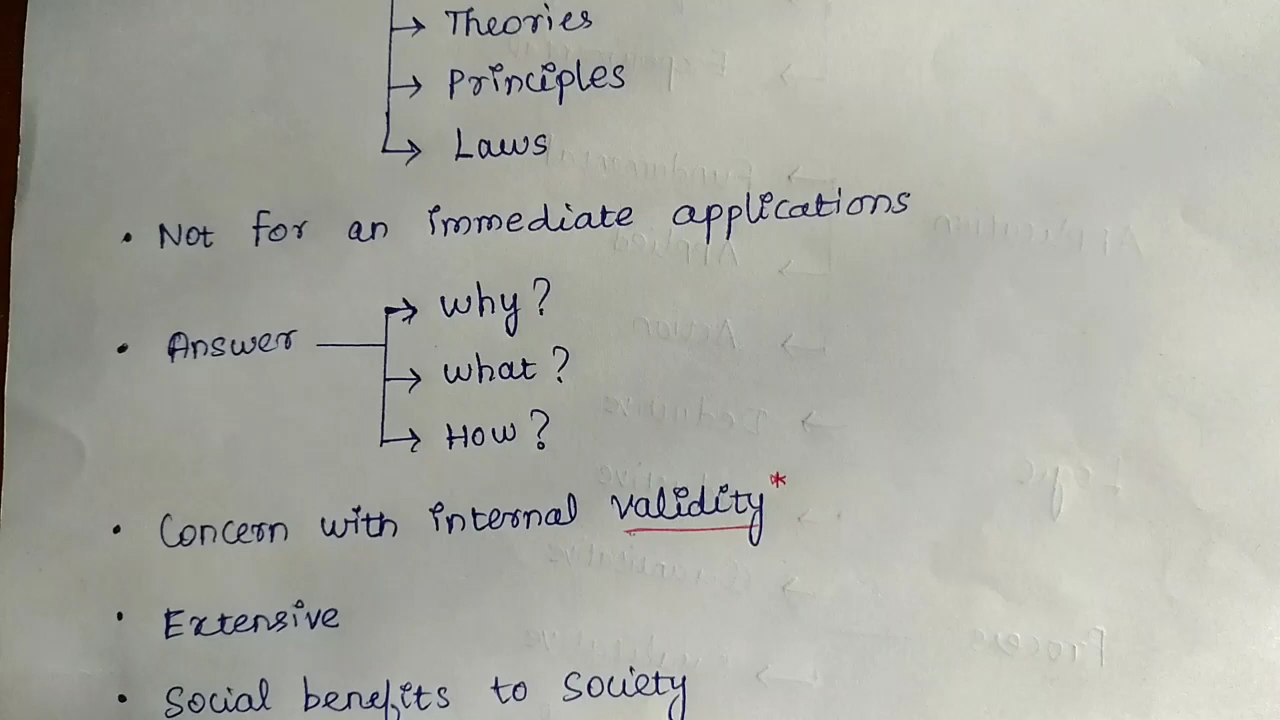 → Theories
→ Principles
→ Laws
• Not for an immediate applications
→ why?
• Answer
→ what?
→ How?
• Concern with internal validity*
• Extensive
• Social benefits to society